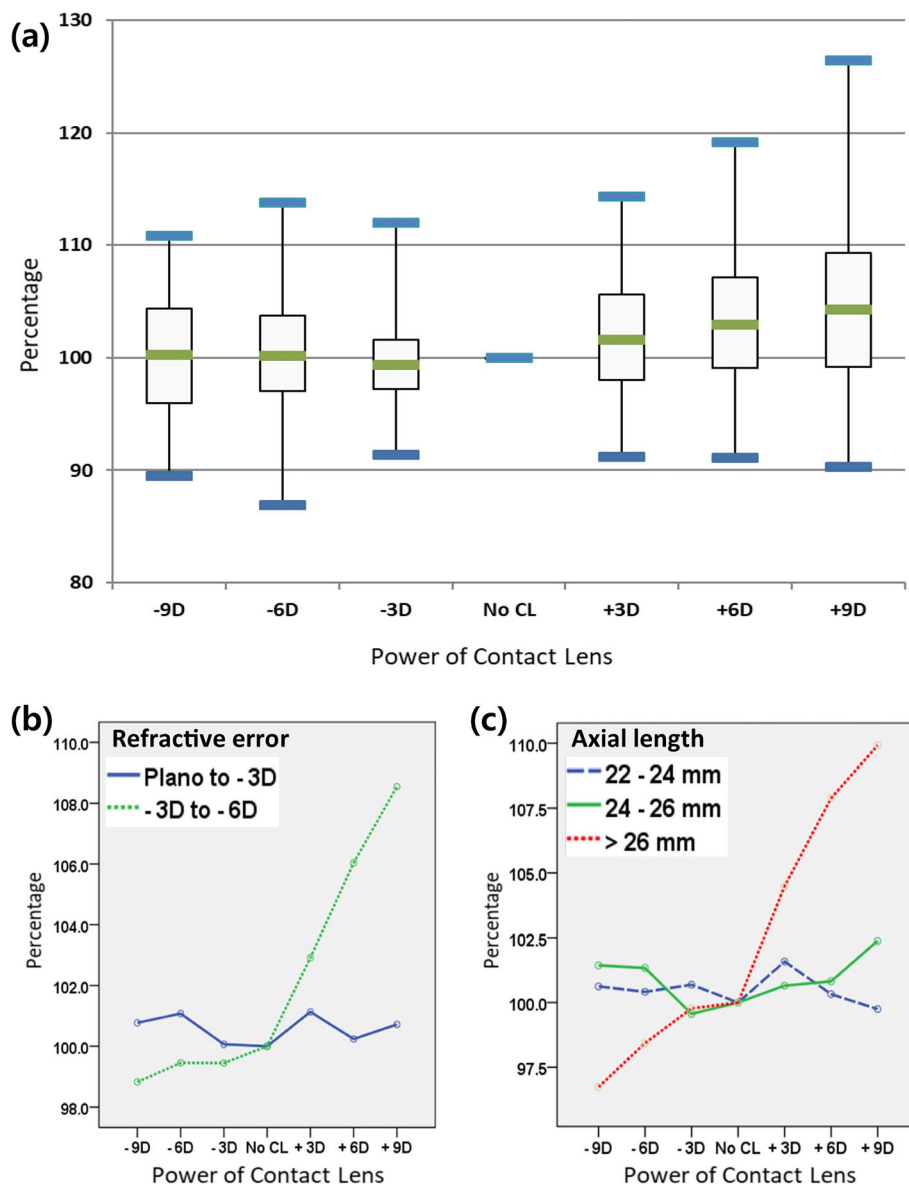 (a)
130
120
110
100
90
80
Percentage
-9D -6D -3D No CL +3D +6D +9D
Power of Contact Lens
(b)
Refractive error
Plano to -3D
-3D to -6D
110.0
108.0
106.0
104.0
102.0
100.0
98.0
Percentage
-9D -6D -3D No CL +3D +6D +9D
Power of Contact Lens
(c)
Axial length
22 - 24 mm
24 - 26 mm
> 26 mm
110.0
107.5
105.0
102.5
100.0
97.5
Percentage
-9D -6D -3D No CL +3D +6D +9D
Power of Contact Lens